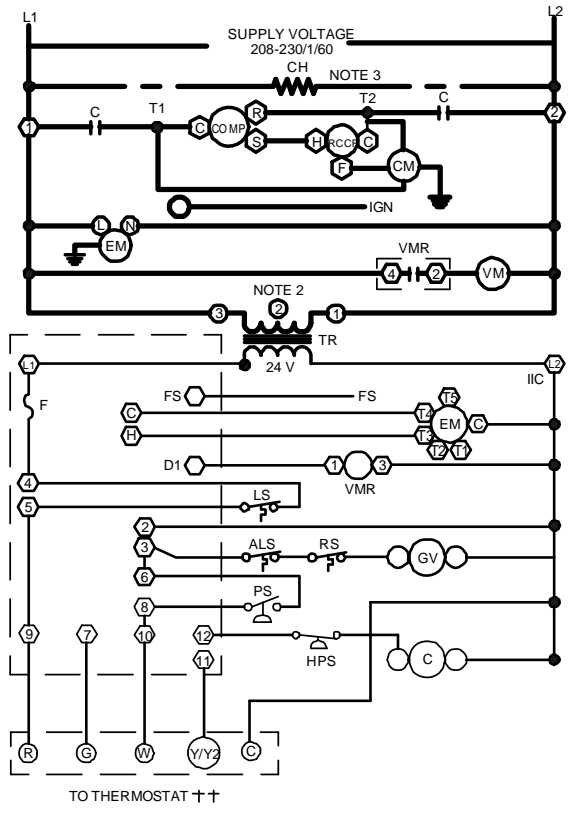 L1 L2
SUPPLY VOLTAGE
208-230/1/60
CH NOTE 3
C T1 T2 C
1 C COMP R S H RCCF C F CM 2
IGN
L N
EM
VMR
4 2 VM
NOTE 2
3 2 1
TR
24 V
L1 L2
IIC
F
FS FS
T5
C T4 EM C
H T3
T2 T1
D1 1 3
VMR
4
LS
5
2
3 ALS RS GV
6
PS
8
9 7 10 12
HPS C
11
R G W Y/Y2 C
TO THERMOSTAT ††